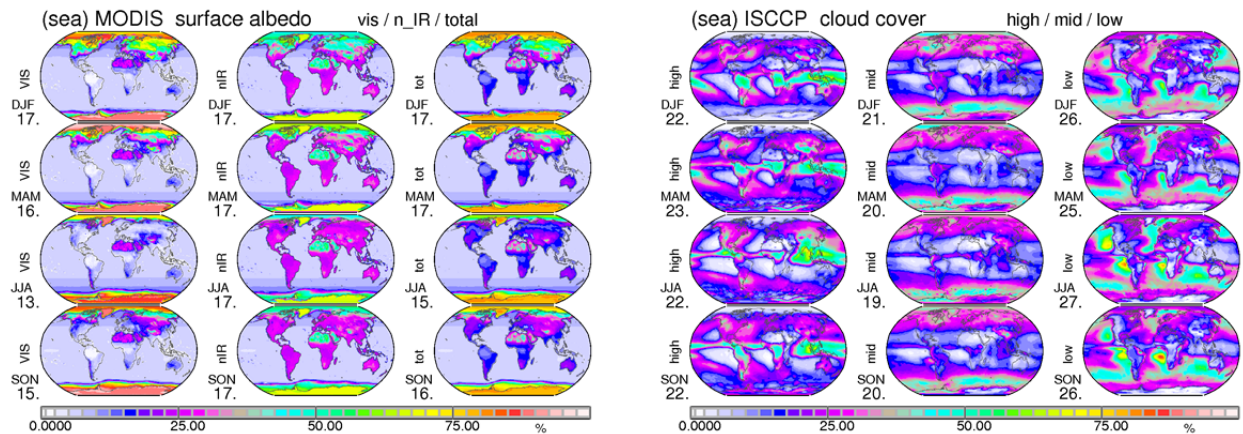 (sea) MODIS surface albedo vis / n_IR / total
VIS DJF 17. nIR DJF 17. tot DJF 17.
VIS MAM 16. nIR MAM 17. tot MAM 17.
VIS JJA 13. nIR JJA 17. tot JJA 15.
VIS SON 15. nIR SON 17. tot SON 16.
0.0000 25.00 50.00 75.00 %
(sea) ISCCP cloud cover high / mid / low
high DJF 22. mid DJF 21. low DJF 26.
high MAM 23. mid MAM 20. low MAM 25.
high JJA 22. mid JJA 19. low JJA 27.
high SON 22. mid SON 20. low SON 26.
0.0000 25.00 50.00 75.00 %